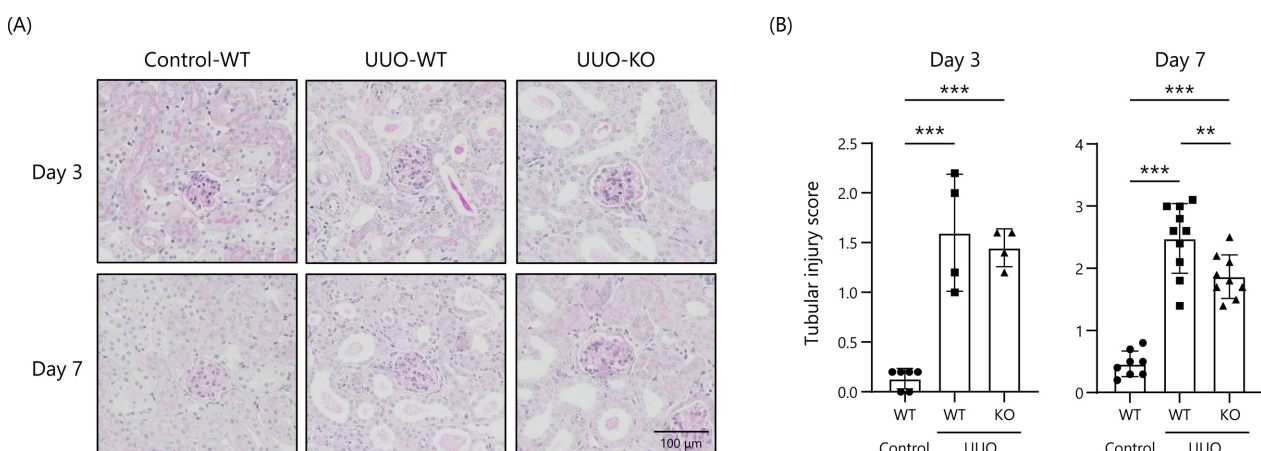 (A)
Control-WT UUO-WT UUO-KO
Day 3
Day 7
100 µm
(B)
Day 3
***
***
Tubular injury score
2.5
2.0
1.5
1.0
0.5
0.0
WT WT KO
Control UUO
Day 7
***
**
***
4
3
2
1
0
WT WT KO
Control UUO